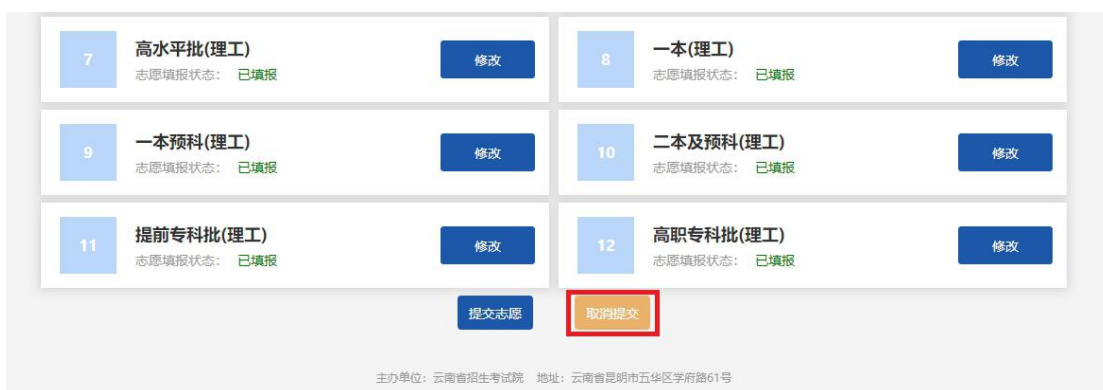 7
高水平批(理工)
志愿填报状态： 已填报
修改
8
一本(理工)
志愿填报状态： 已填报
修改
9
一本预科(理工)
志愿填报状态： 已填报
修改
10
二本及预科(理工)
志愿填报状态： 已填报
修改
11
提前专科批(理工)
志愿填报状态： 已填报
修改
12
高职专科批(理工)
志愿填报状态： 已填报
修改
提交志愿
取消提交
主办单位：云南省招生考试院 地址：云南省昆明市五华区学府路61号